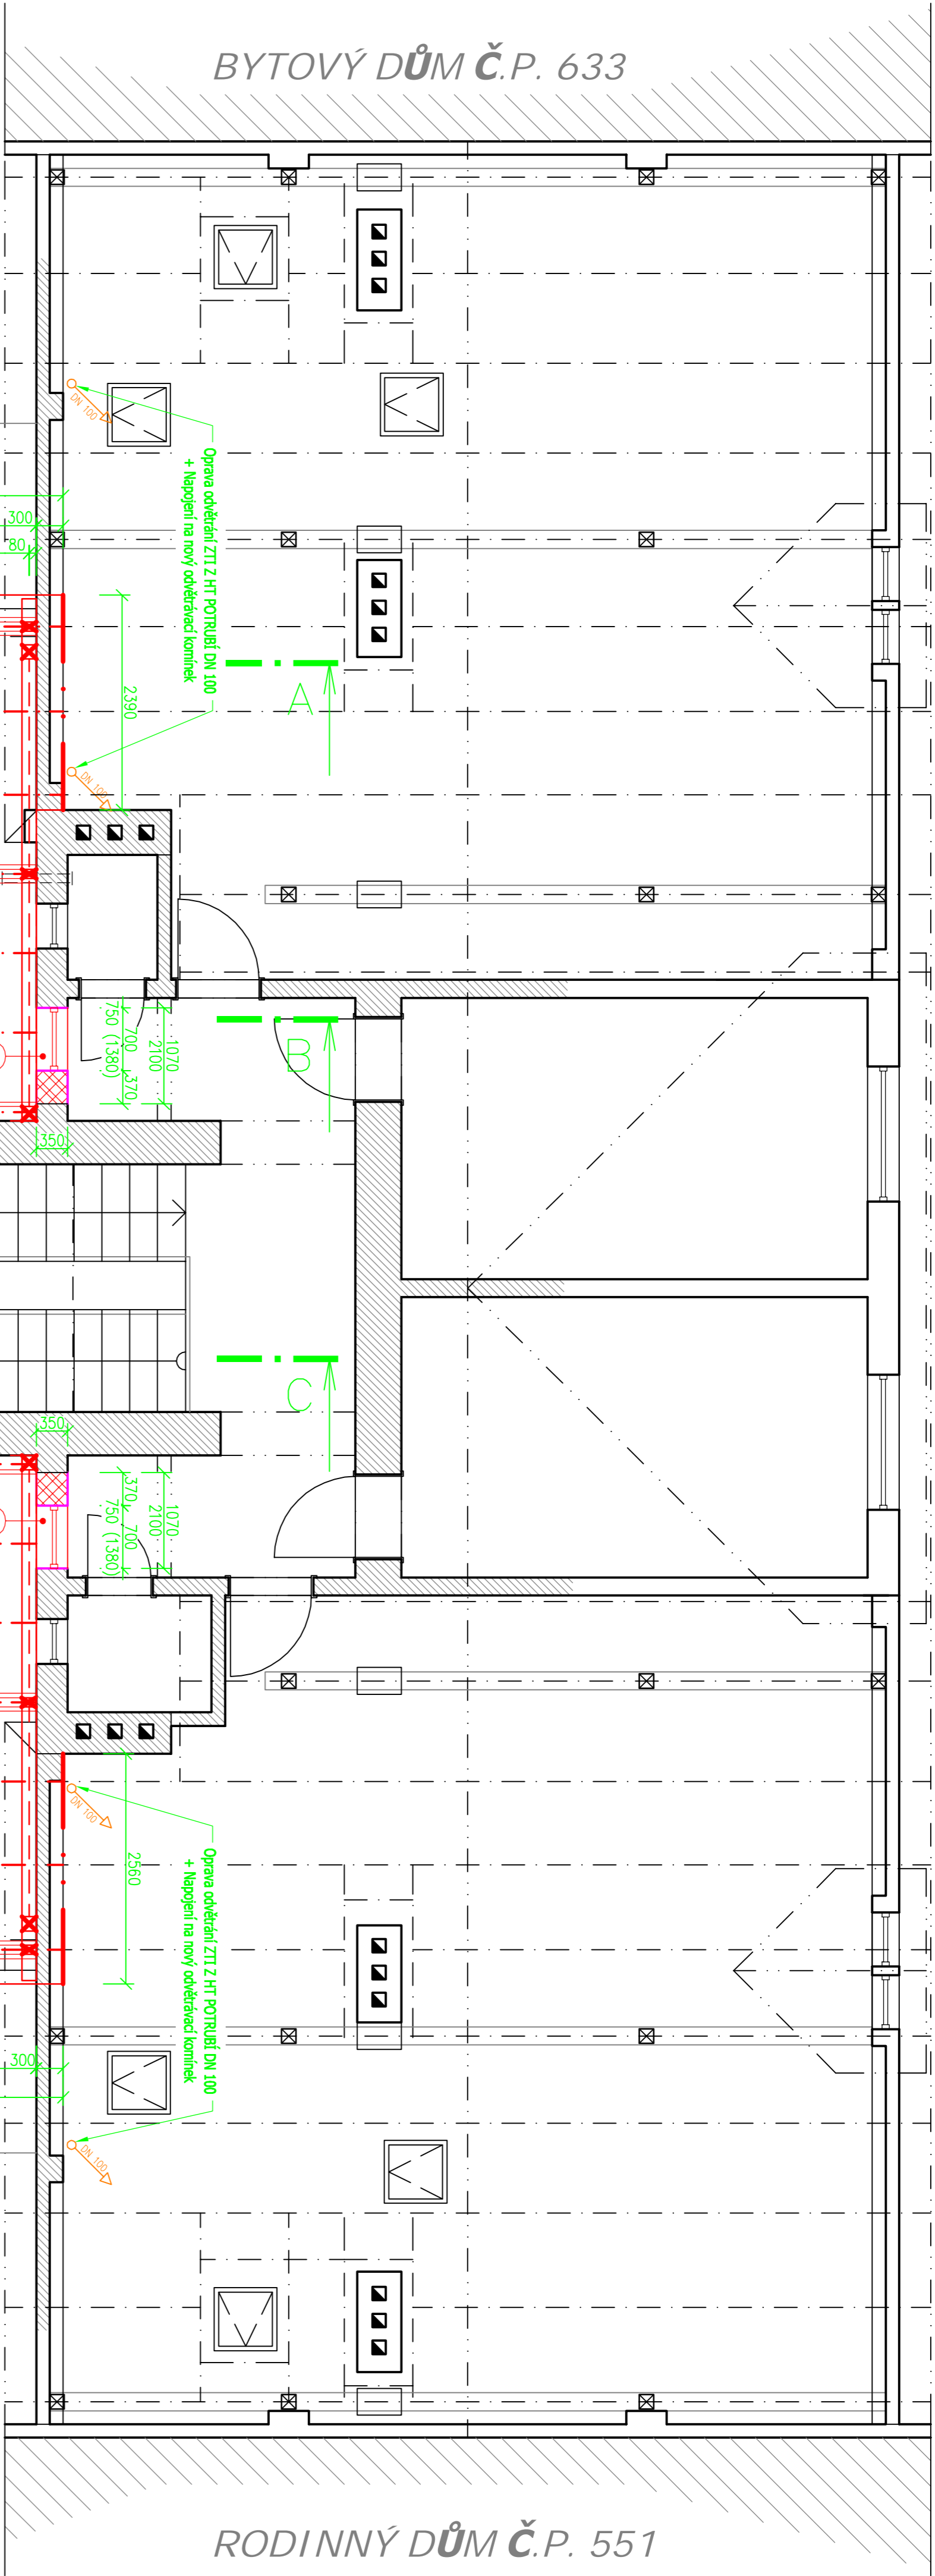 BYTOVÝ DŮM Č.P. 633
DN 100
Oprava odvětrání ZTI Z HT POTRUBÍ DN 100
+ Napojení na nový odvětrávací komínek
300
80
2390
A
DN 100
B
1070
2100
700
370
750 (1380)
350
C
350
1070
2100
370
700
750 (1380)
DN 100
2560
Oprava odvětrání ZTI Z HT POTRUBÍ DN 100
+ Napojení na nový odvětrávací komínek
300
DN 100
RODINNÝ DŮM Č.P. 551